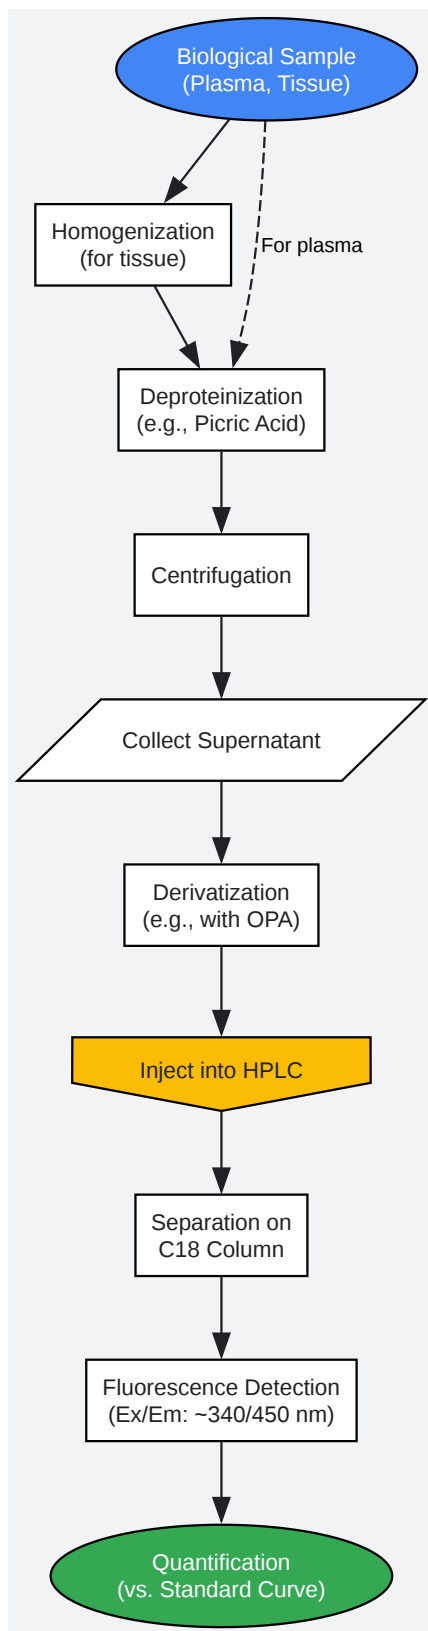 Biological Sample
(Plasma, Tissue)
Homogenization
(for tissue)
For plasma
Deproteinization
(e.g., Picric Acid)
Centrifugation
Collect Supernatant
Derivatization
(e.g., with OPA)
Inject into HPLC
Separation on
C18 Column
Fluorescence Detection
(Ex/Em: ~340/450 nm)
Quantification
(vs. Standard Curve)